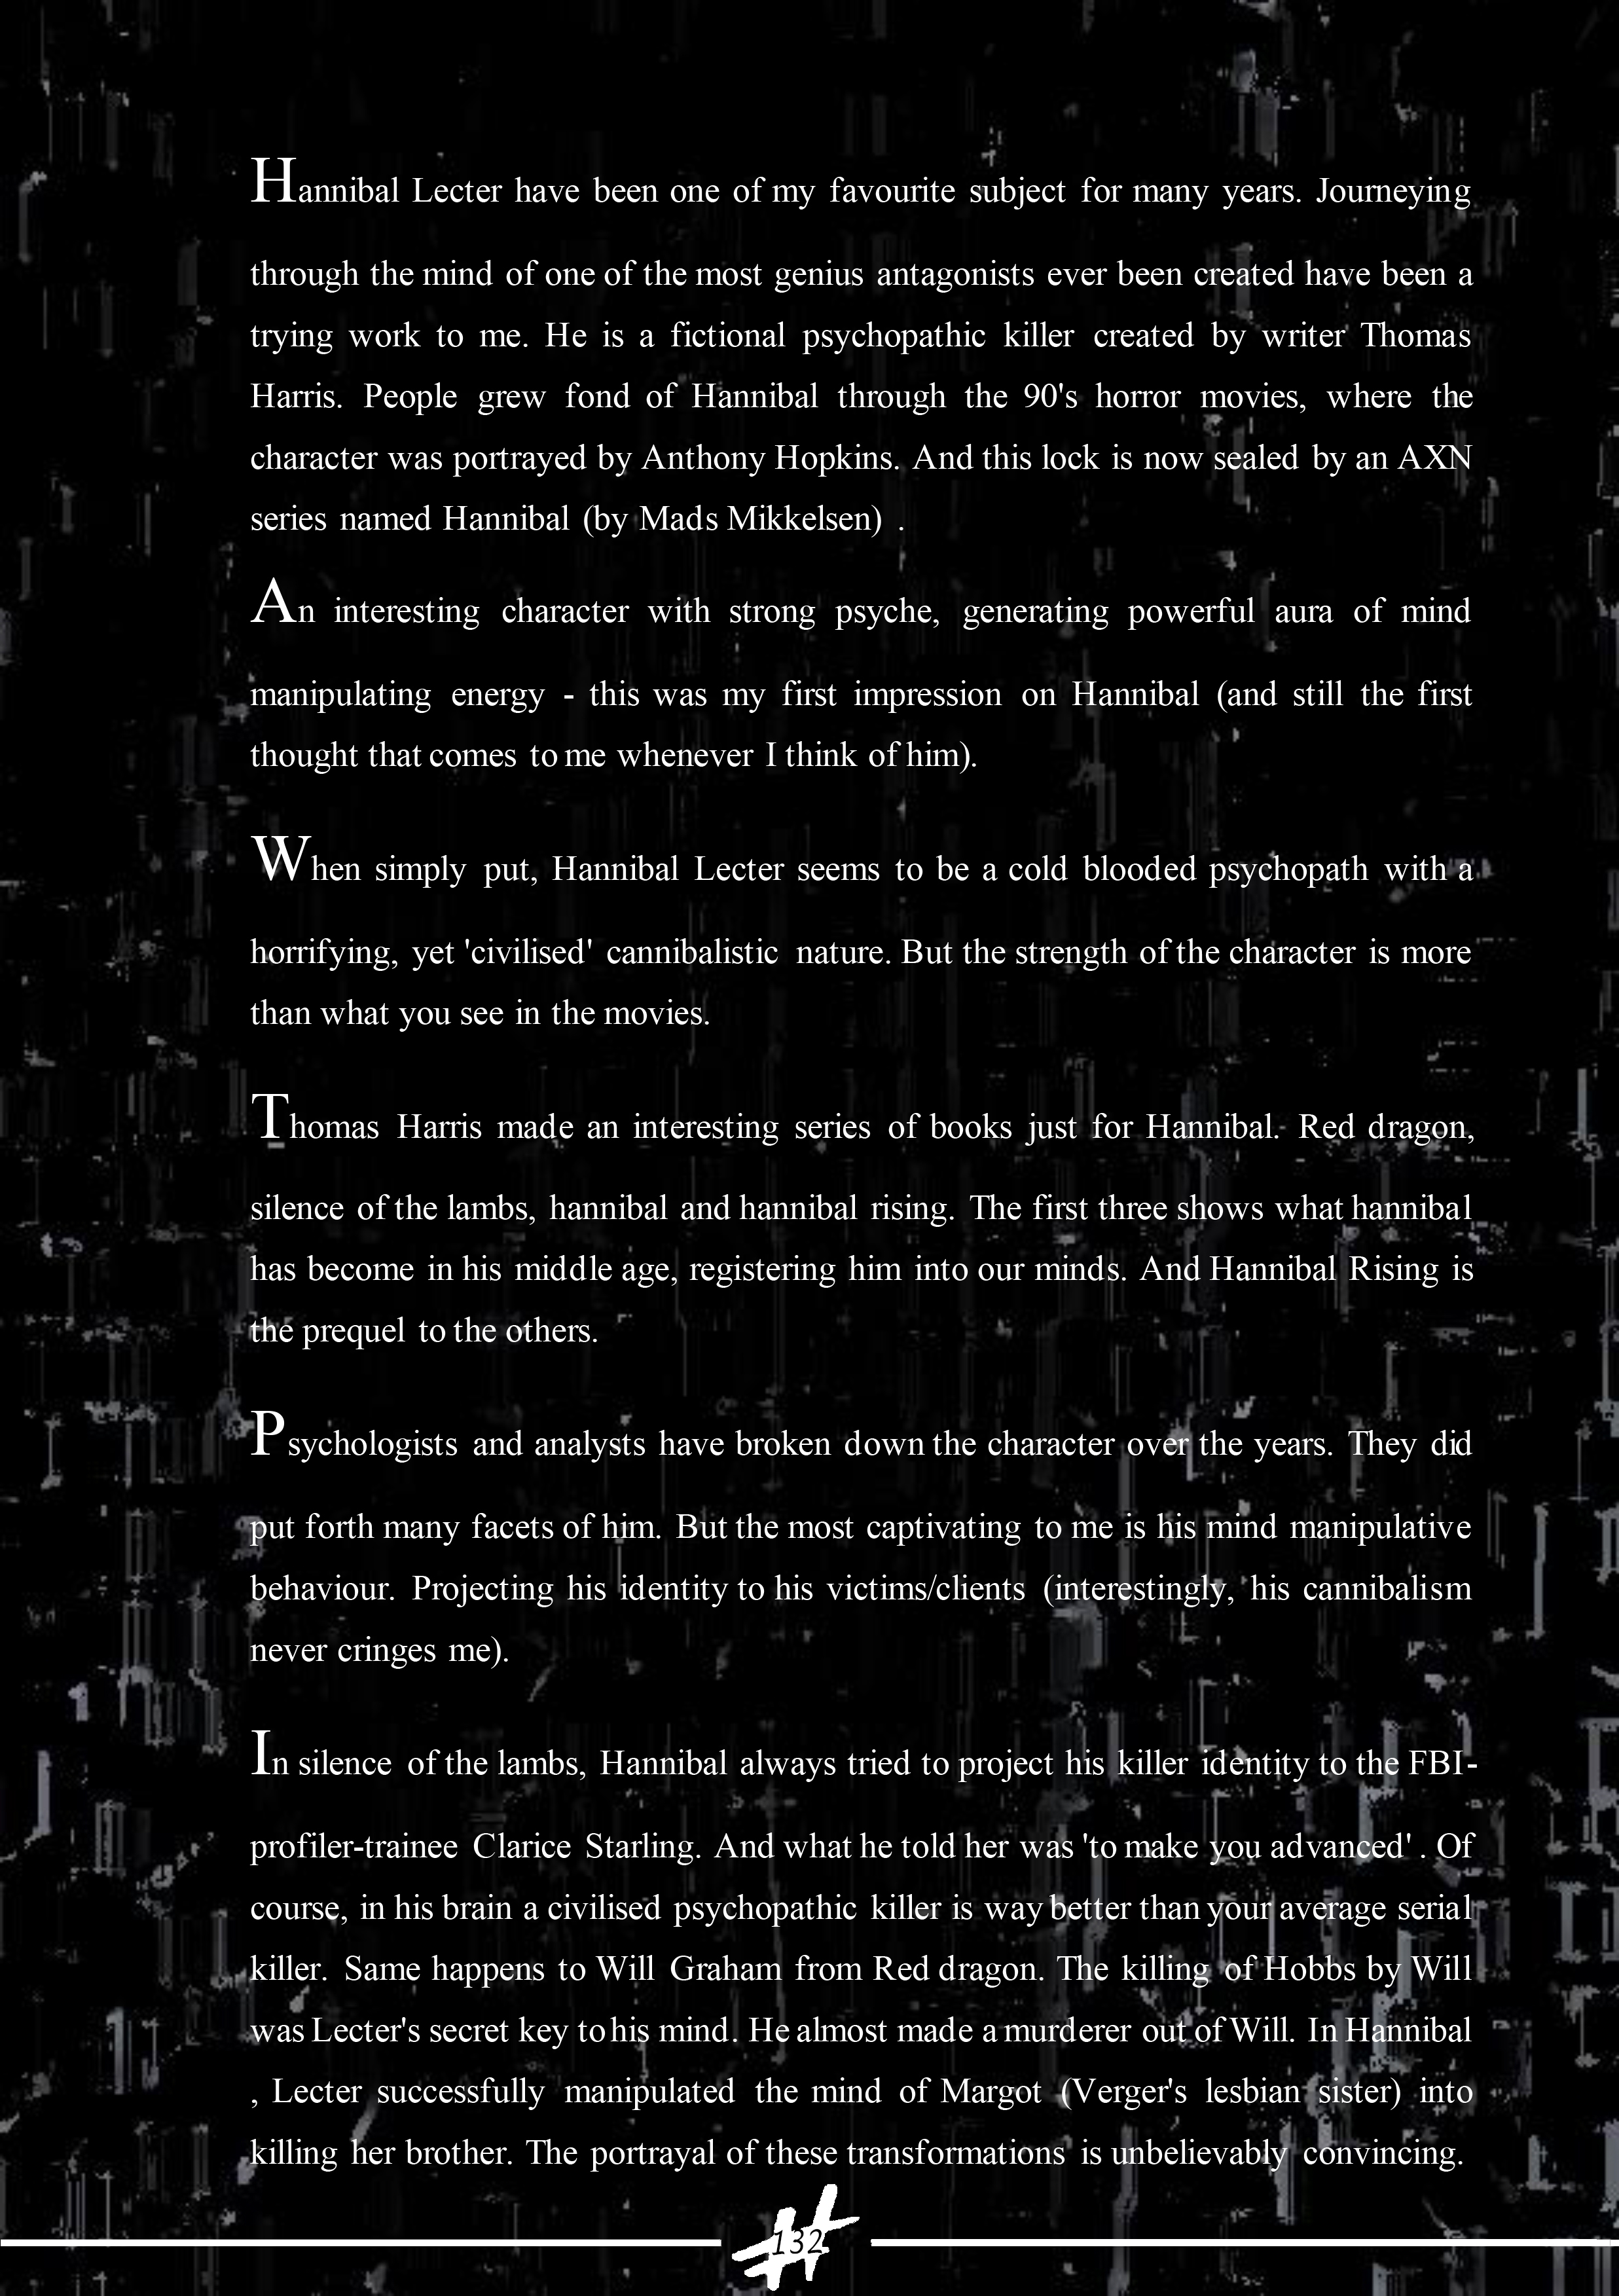 Hannibal Lecter have been one of my favourite subject for many years. Journeying
through the mind of one of the most genius antagonists ever been created have been a
trying work to me. He is a fictional psychopathic killer created by writer Thomas
Harris. People grew fond of Hannibal through the 90's horror movies, where the
character was portrayed by Anthony Hopkins. And this lock is now sealed by an AXN
series named Hannibal (by Mads Mikkelsen) .
An interesting character with strong psyche, generating powerful aura of mind
manipulating energy - this was my first impression on Hannibal (and still the first
thought that comes to me whenever I think of him).
When simply put, Hannibal Lecter seems to be a cold blooded psychopath with a
horrifying, yet 'civilised' cannibalistic nature. But the strength of the character is more
than what you see in the movies.
Thomas Harris made an interesting series of books just for Hannibal. Red dragon,
silence of the lambs, hannibal and hannibal rising. The first three shows what hannibal
has become in his middle age, registering him into our minds. And Hannibal Rising is
the prequel to the others.
Psychologists and analysts have broken down the character over the years. They did
put forth many facets of him. But the most captivating to me is his mind manipulative
behaviour. Projecting his identity to his victims/clients (interestingly, his cannibalism
never cringes me).
In silence of the lambs, Hannibal always tried to project his killer identity to the FBI-
profiler-trainee Clarice Starling. And what he told her was 'to make you advanced' . Of
course, in his brain a civilised psychopathic killer is way better than your average serial
killer. Same happens to Will Graham from Red dragon. The killing of Hobbs by Will
was Lecter's secret key to his mind. He almost made a murderer out of Will. In Hannibal
, Lecter successfully manipulated the mind of Margot (Verger's lesbian sister) into
killing her brother. The portrayal of these transformations is unbelievably convincing.
132